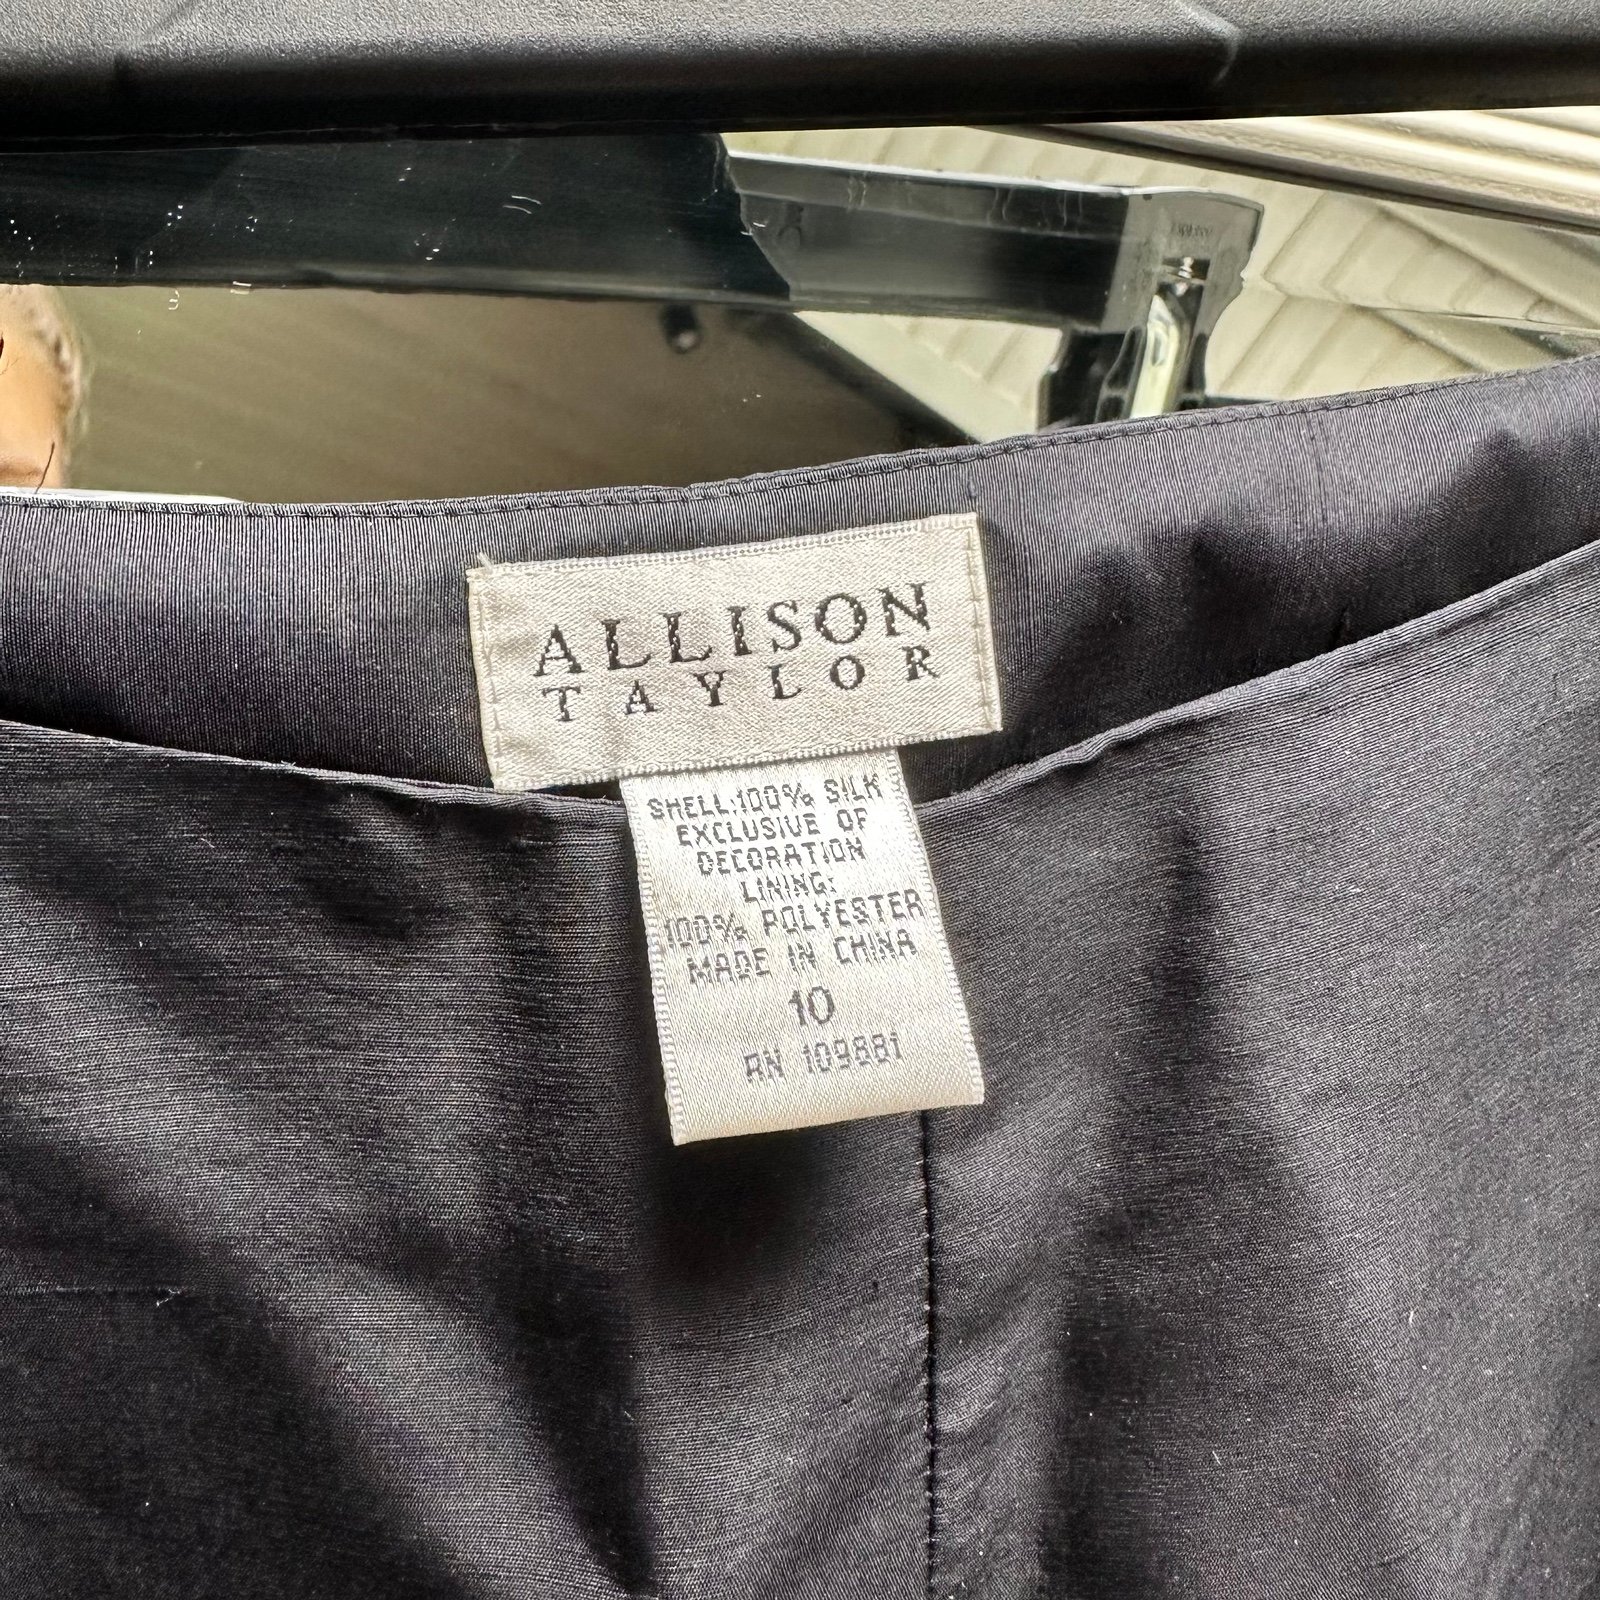 ALLISON
TAYLOR
SHELL:100% SILK
EXCLUSIVE OF
DECORATION
LINING:
100% POLYESTER
MADE IN CHINA
10
RN 109881